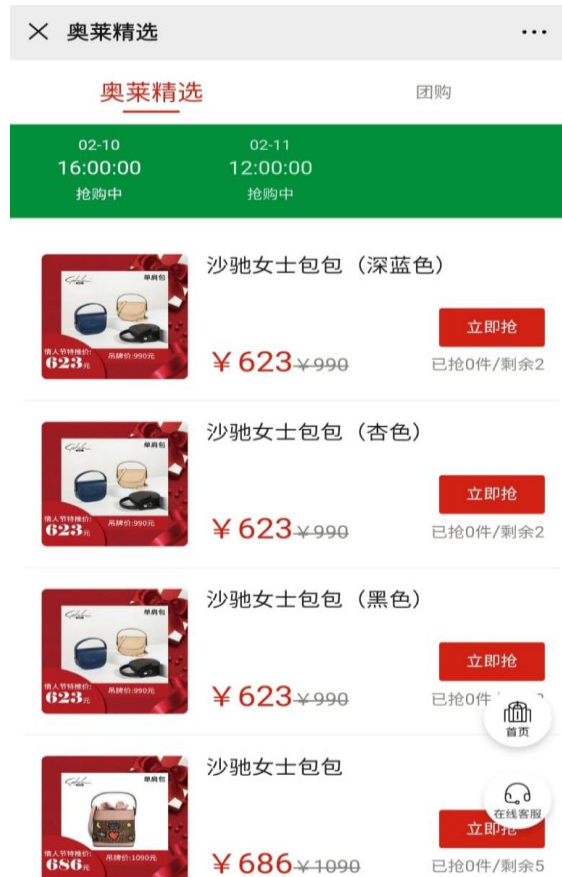 奥莱精选
奥莱精选
团购
02-10
16:00:00
抢购中
02-11
12:00:00
抢购中
沙驰女士包包（深蓝色）
单肩包
情人节特推价:
623元
吊牌价:990元
￥623￥990
立即抢
已抢0件/剩余2
沙驰女士包包（杏色）
单肩包
情人节特推价:
623元
吊牌价:990元
￥623￥990
立即抢
已抢0件/剩余2
沙驰女士包包（黑色）
单肩包
情人节特推价:
623元
吊牌价:990元
￥623￥990
立即抢
已抢0件
首页
沙驰女士包包
单肩包
情人节特推价:
686元
吊牌价:1090元
￥686￥1090
立即抢
已抢0件/剩余5
在线客服